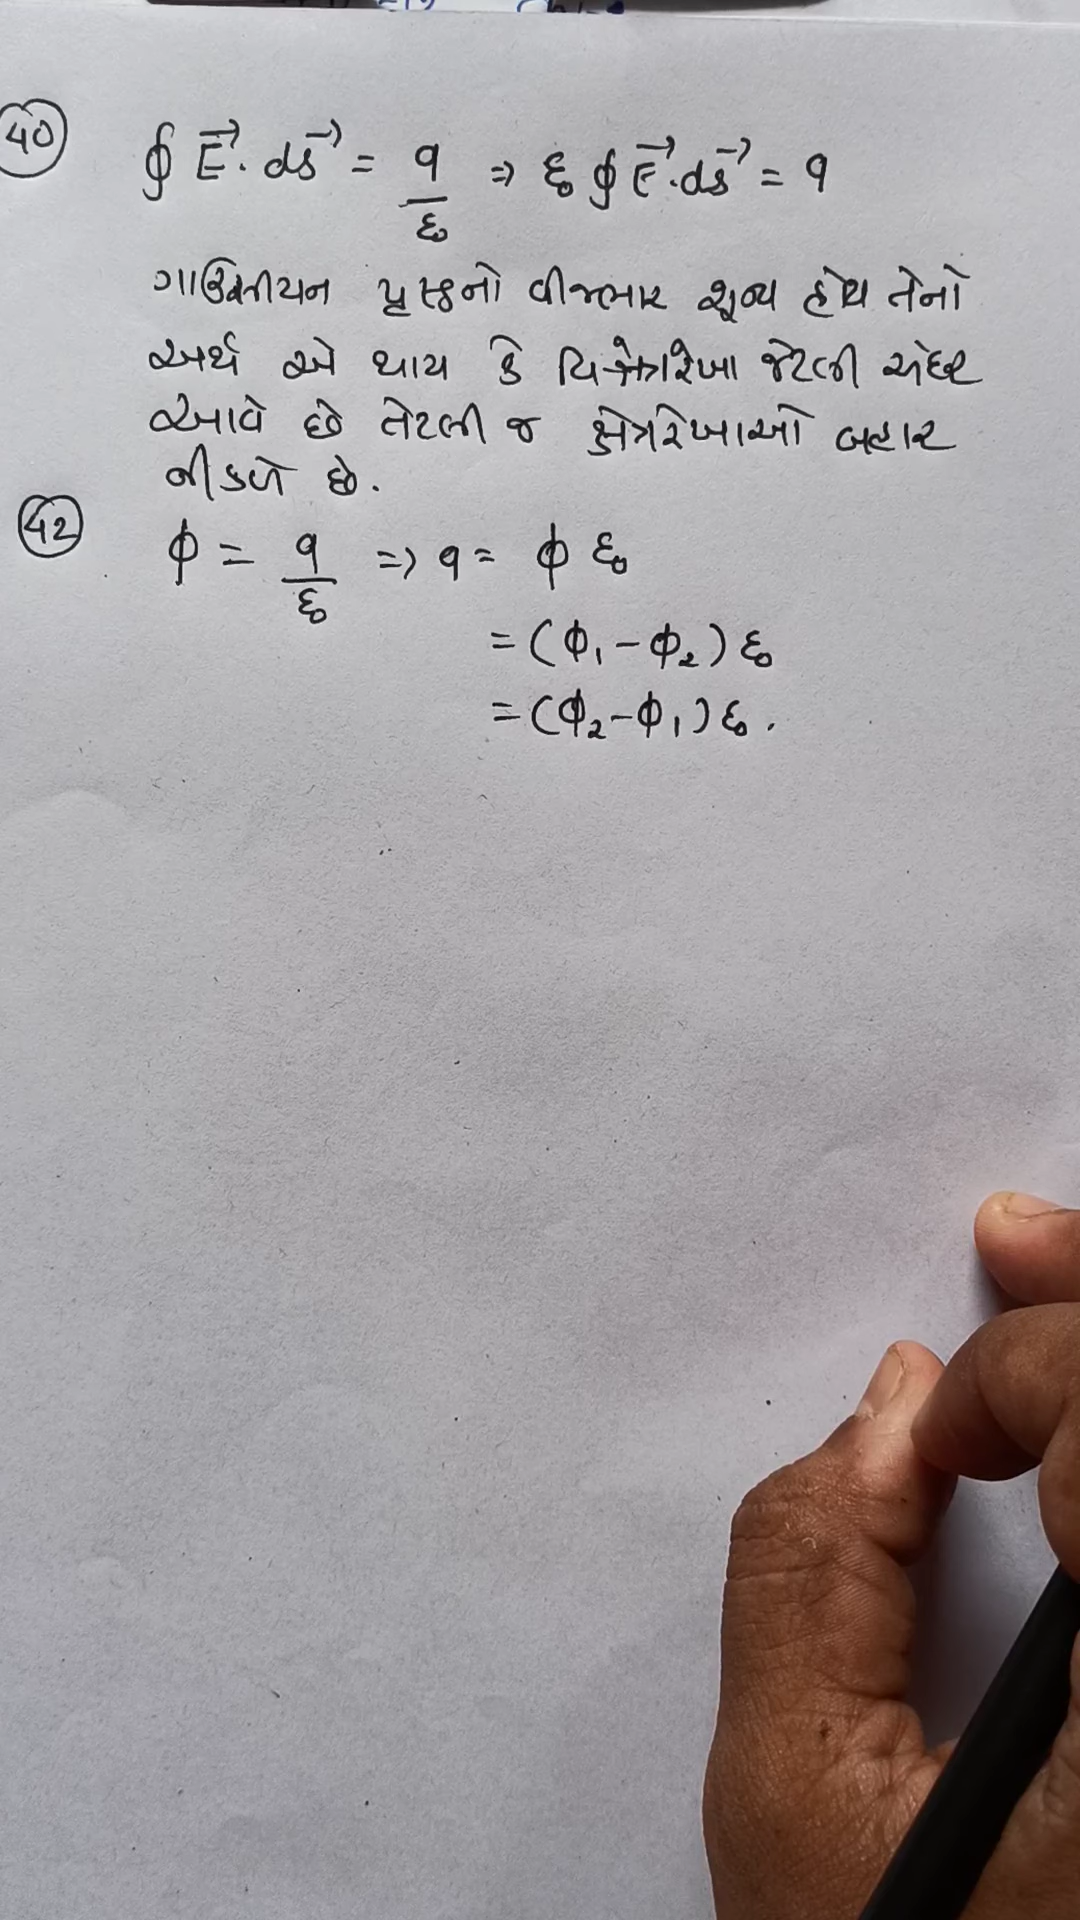 40 ∮ E⃗ · ds⃗ = q/ε₀ ⇒ ε₀ ∮ E⃗ · ds⃗ = q
ગાઉસીયન પૃષ્ઠનો વીજભાર શૂન્ય હોય તેનો
અર્થ એ થાય કે ક્ષેત્રરેખા જેટલી અંદર
આવે છે તેટલી જ ક્ષેત્રરેખાઓ બહાર
નીકળે છે.
42 ϕ = q/ε₀ ⇒ q = ϕ ε₀
= (ϕ₁ - ϕ₂) ε₀
= (ϕ₂ - ϕ₁) ε₀.